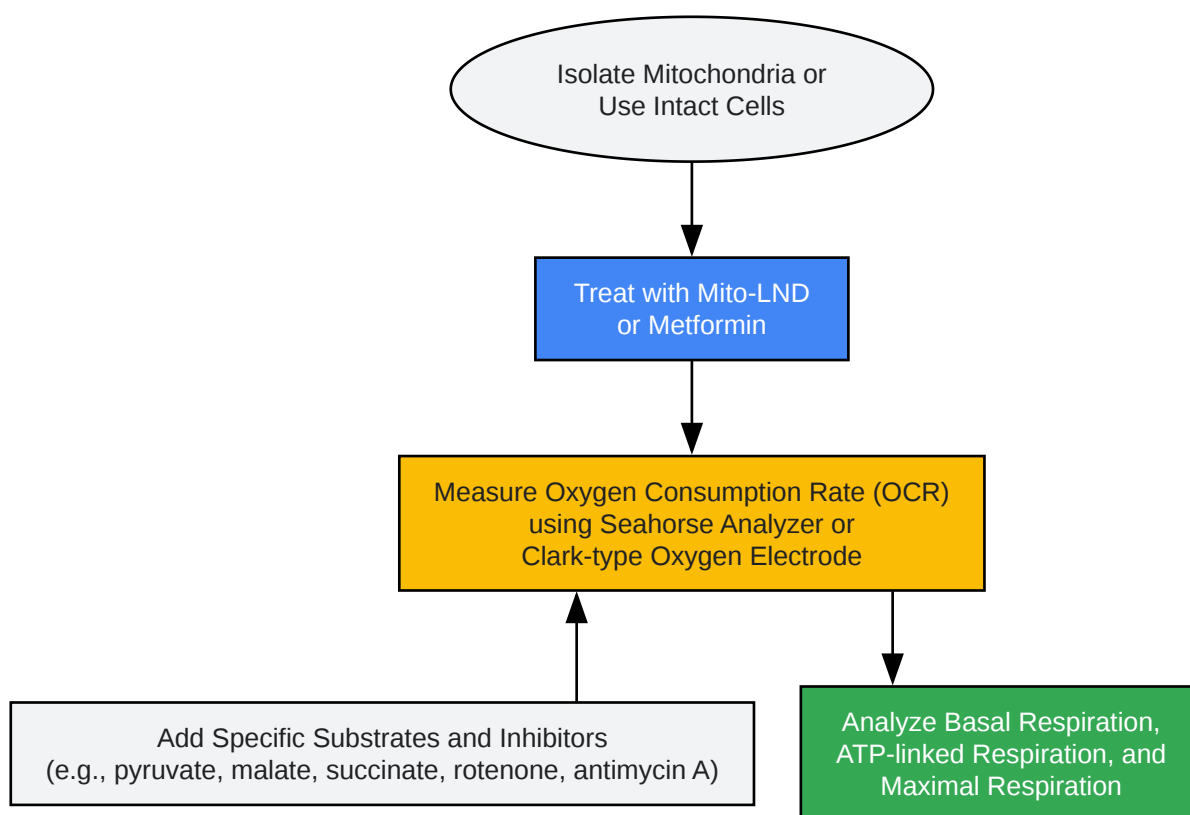 Isolate Mitochondria or
Use Intact Cells
Treat with Mito-LND
or Metformin
Measure Oxygen Consumption Rate (OCR)
using Seahorse Analyzer or
Clark-type Oxygen Electrode
Add Specific Substrates and Inhibitors
(e.g., pyruvate, malate, succinate, rotenone, antimycin A)
Analyze Basal Respiration,
ATP-linked Respiration, and
Maximal Respiration